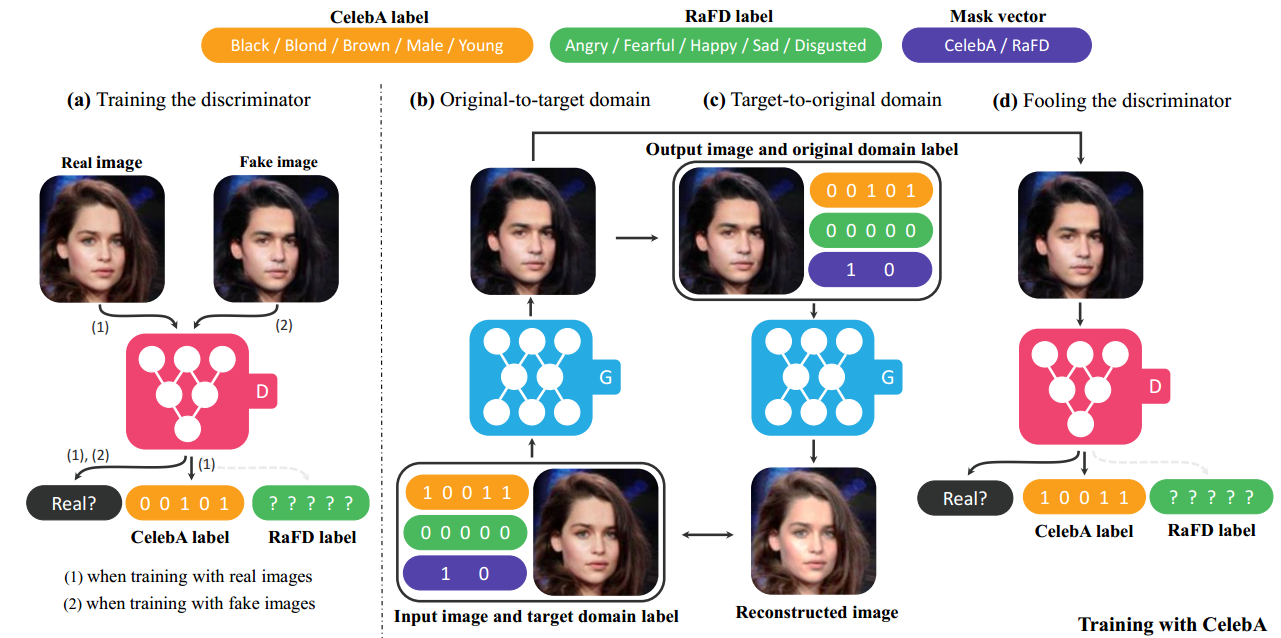 CelebA label
RaFD label
Mask vector
Black / Blond / Brown / Male / Young
Angry / Fearful / Happy / Sad / Disgusted
CelebA / RaFD
(a) Training the discriminator
(b) Original-to-target domain
(c) Target-to-original domain
(d) Fooling the discriminator
Real image
Fake image
Output image and original domain label
0 0 1 0 1
0 0 0 0 0
1 0
(1)
(2)
D
G
G
D
(1), (2)
(1)
Real?
0 0 1 0 1
? ? ? ? ?
CelebA label
RaFD label
(1) when training with real images
(2) when training with fake images
1 0 0 1 1
0 0 0 0 0
1 0
Input image and target domain label
Reconstructed image
Real?
1 0 0 1 1
? ? ? ? ?
CelebA label
RaFD label
Training with CelebA